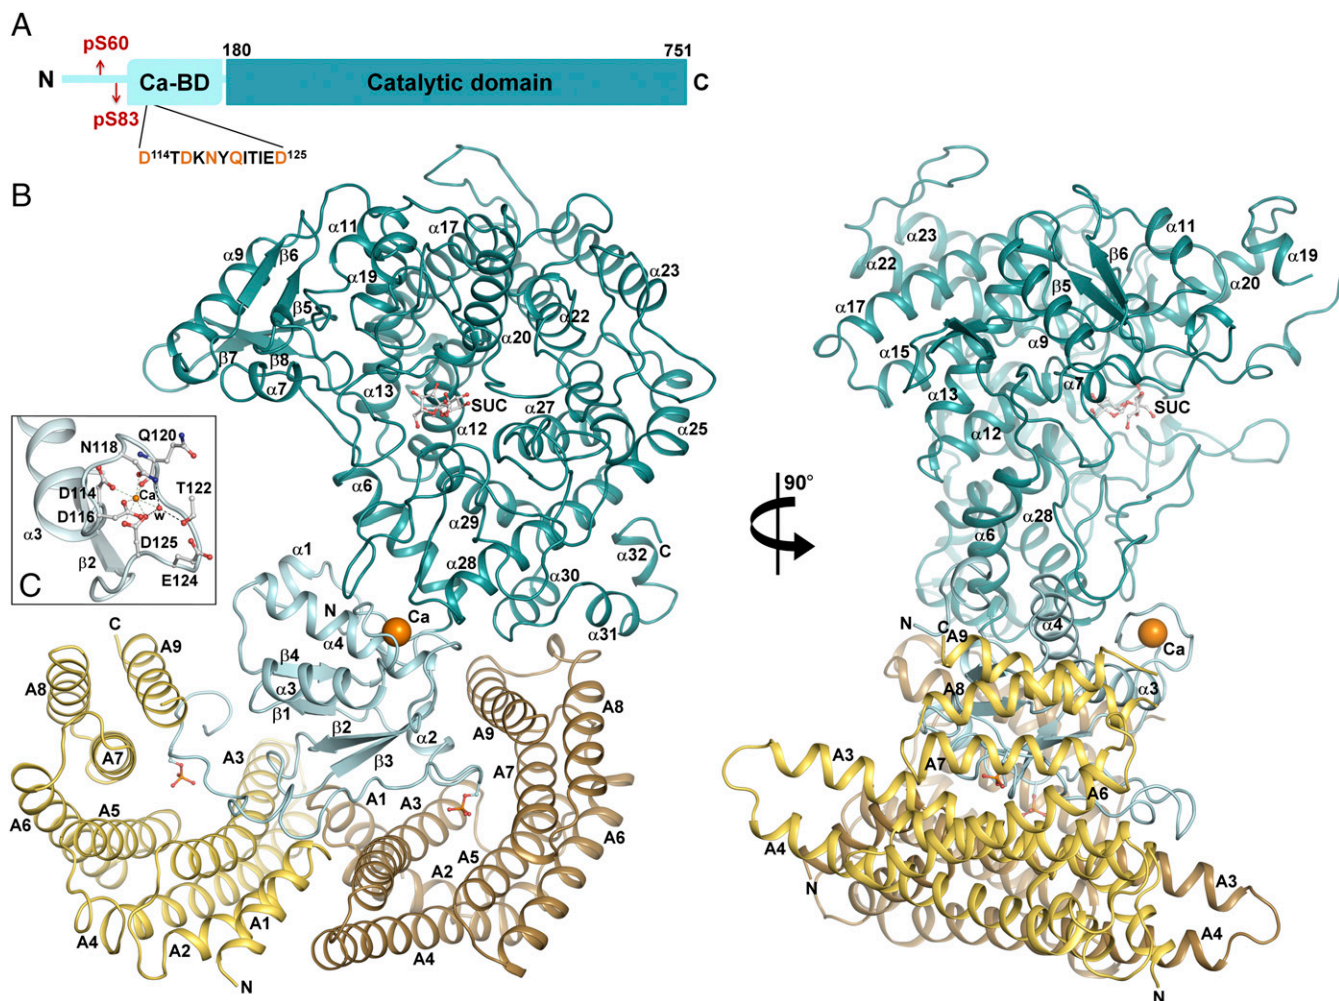 A
pS60
180
751
N
Ca-BD
Catalytic domain
C
pS83
D¹¹⁴TDKNYQITIED¹²⁵
B
α9
β6
α11
α17
α23
α19
β5
α22
α20
β7
β8
α7
α13
SUC
α12
α27
α25
α6
α29
α28
α30
α32
C
α31
α1
N
α4
Ca
β4
α3
β1
β2
α2
β3
N118
Q120
D114
Ca
T122
D116
w
α3
D125
β2
E124
C
C
A9
A8
A7
A3
A5
A6
A4
A2
A1
N
A1
A3
A9
A8
A7
A6
A5
A2
A4
90°
α23
α22
α17
α15
α13
α12
α9
β5
β6
α11
α19
α20
α7
SUC
α28
α6
α4
N
C
A9
Ca
α3
A8
A3
A7
A6
A4
N
A3
A4
N